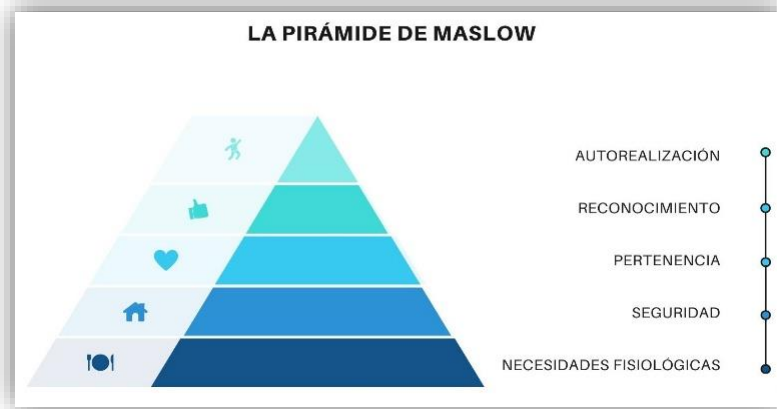 LA PIRÁMIDE DE MASLOW
AUTOREALIZACIÓN
RECONOCIMIENTO
PERTENENCIA
SEGURIDAD
NECESIDADES FISIOLÓGICAS